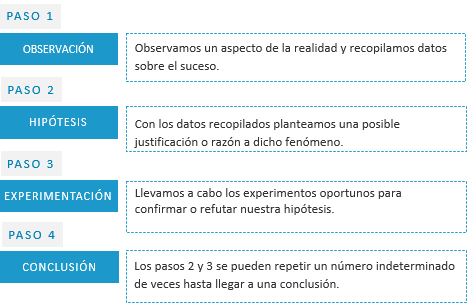 PASO 1
OBSERVACIÓN
Observamos un aspecto de la realidad y recopilamos datos
sobre el suceso.
PASO 2
HIPÓTESIS
Con los datos recopilados planteamos una posible
justificación o razón a dicho fenómeno.
PASO 3
EXPERIMENTACIÓN
Llevamos a cabo los experimentos oportunos para
confirmar o refutar nuestra hipótesis.
PASO 4
CONCLUSIÓN
Los pasos 2 y 3 se pueden repetir un número indeterminado
de veces hasta llegar a una conclusión.